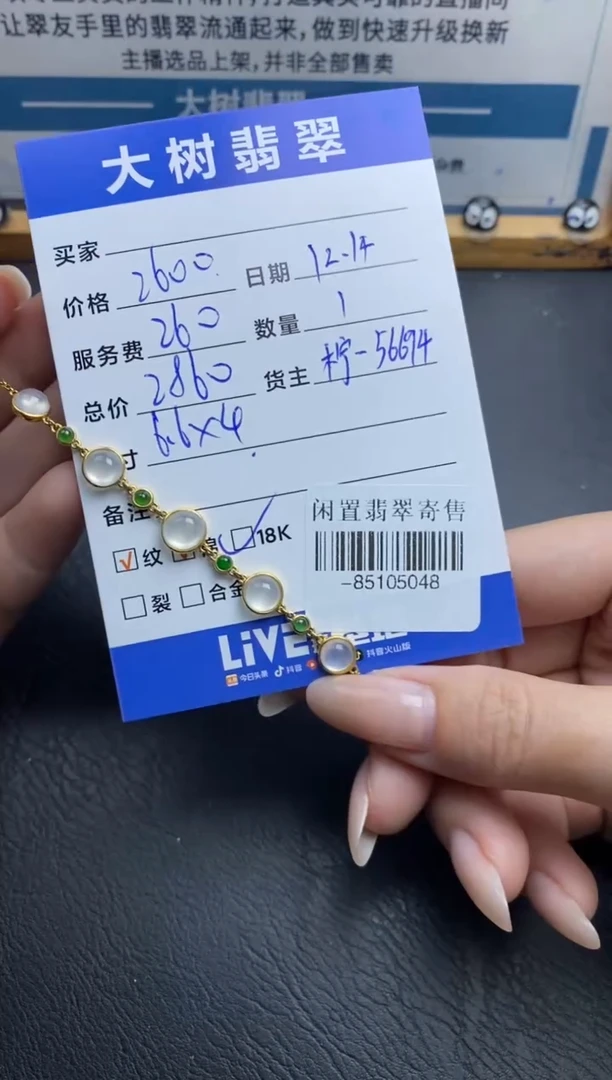 让翠友手里的翡翠流通起来，做到快速升级换新
主播选品上架，并非全部售卖
大树翡翠
大树翡翠
买家
价格 2600 日期 12.14
服务费 260 数量 1
总价 2860 货主 柠-56694
寸 6.6×4
备注
纹 18K
裂 合金
闲置翡翠寄售
-85105048
LiVE
今日头条 抖音 抖音火山版